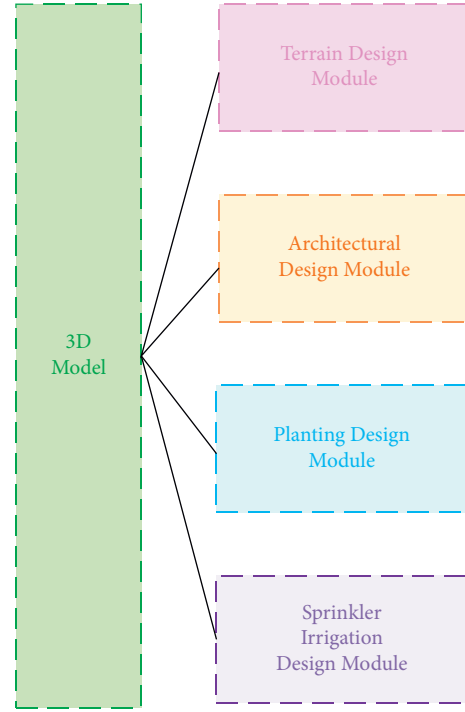 3D
Model
Terrain Design
Module
Architectural
Design Module
Planting Design
Module
Sprinkler
Irrigation
Design Module